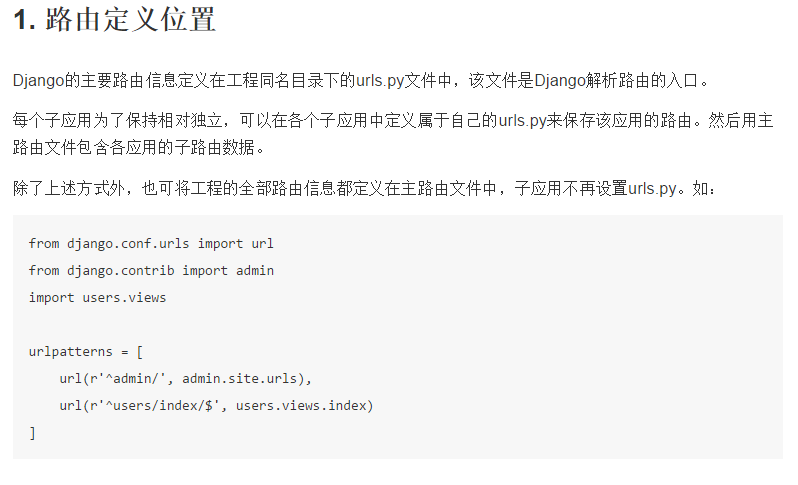 1. 路由定义位置
Django的主要路由信息定义在工程同名目录下的urls.py文件中，该文件是Django解析路由的入口。
每个子应用为了保持相对独立，可以在各个子应用中定义属于自己的urls.py来保存该应用的路由。然后用主
路由文件包含各应用的子路由数据。
除了上述方式外，也可将工程的全部路由信息都定义在主路由文件中，子应用不再设置urls.py。如：
from django.conf.urls import url
from django.contrib import admin
import users.views
urlpatterns = [
    url(r'^admin/', admin.site.urls),
    url(r'^users/index/$', users.views.index)
]